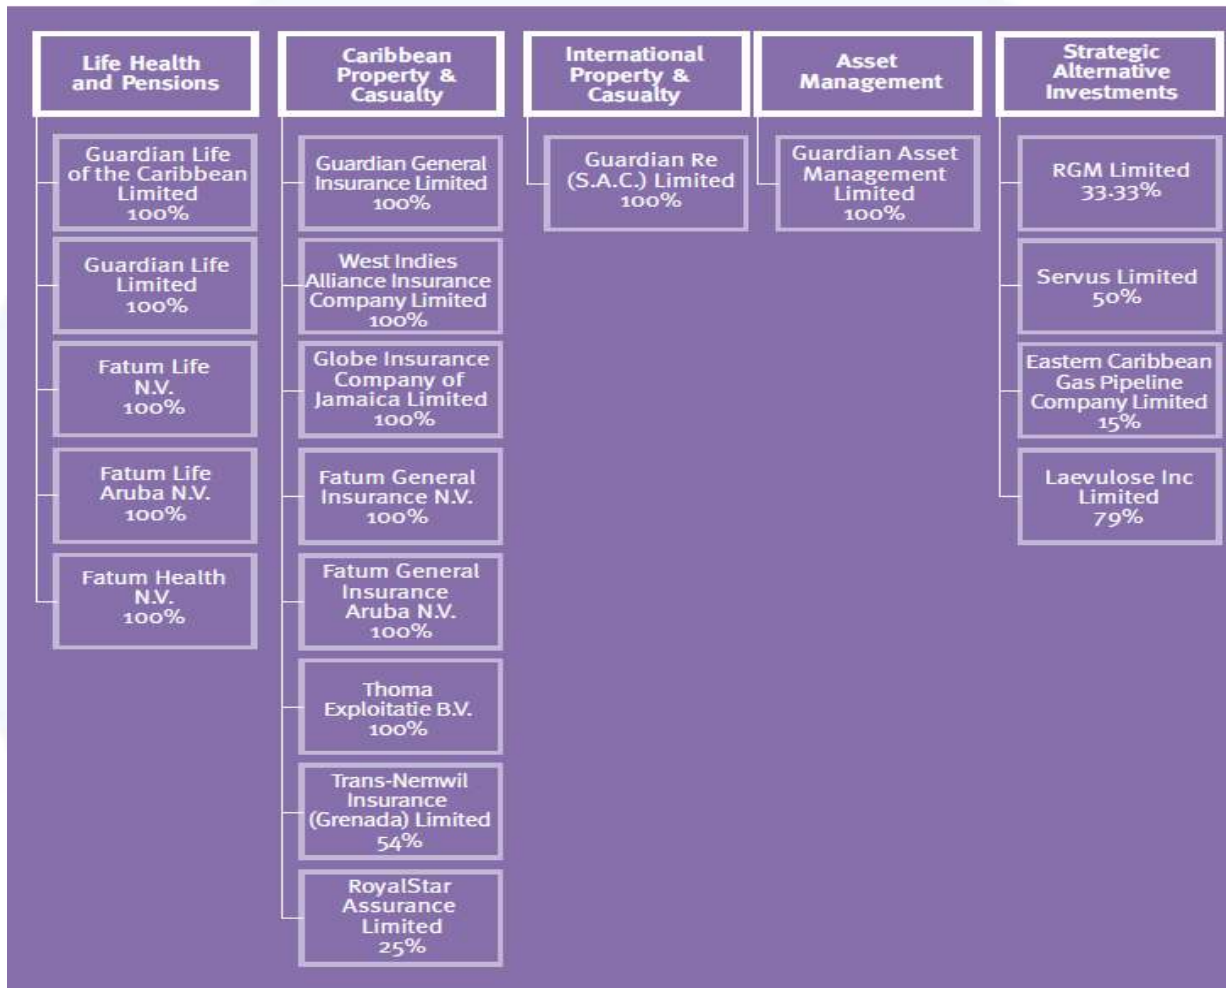 Life Health
and Pensions
Guardian Life
of the Caribbean
Limited
100%
Guardian Life
Limited
100%
Fatum Life
N.V.
100%
Fatum Life
Aruba N.V.
100%
Fatum Health
N.V.
100%
Caribbean
Property &
Casualty
Guardian General
Insurance Limited
100%
West Indies
Alliance Insurance
Company Limited
100%
Globe Insurance
Company of
Jamaica Limited
100%
Fatum General
Insurance N.V.
100%
Fatum General
Insurance
Aruba N.V.
100%
Thoma
Exploitatie B.V.
100%
Trans-Nemwil
Insurance
(Grenada) Limited
54%
RoyalStar
Assurance
Limited
25%
International
Property &
Casualty
Guardian Re
(S.A.C.) Limited
100%
Asset
Management
Guardian Asset
Management
Limited
100%
Strategic
Alternative
Investments
RGM Limited
33.33%
Servus Limited
50%
Eastern Caribbean
Gas Pipeline
Company Limited
15%
Laevulose Inc
Limited
79%